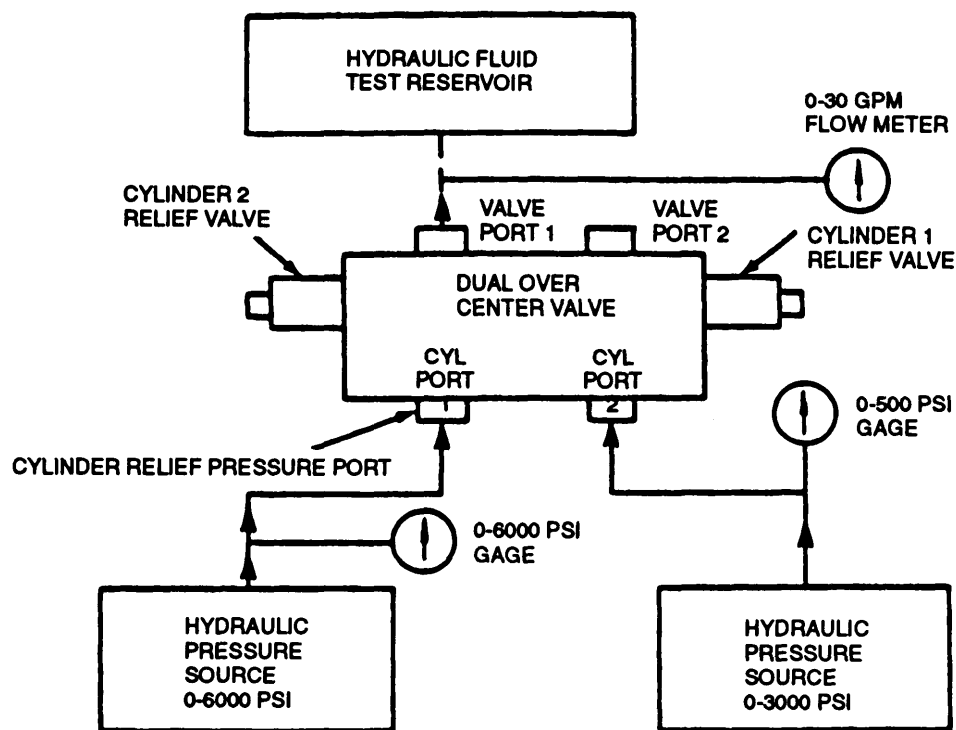 HYDRAULIC FLUID
TEST RESERVOIR
0-30 GPM
FLOW METER
CYLINDER 2
RELIEF VALVE
VALVE
PORT 1
VALVE
PORT 2
CYLINDER 1
RELIEF VALVE
DUAL OVER
CENTER VALVE
CYL
PORT
1
CYL
PORT
2
0-500 PSI
GAGE
CYLINDER RELIEF PRESSURE PORT
0-6000 PSI
GAGE
HYDRAULIC
PRESSURE
SOURCE
0-6000 PSI
HYDRAULIC
PRESSURE
SOURCE
0-3000 PSI